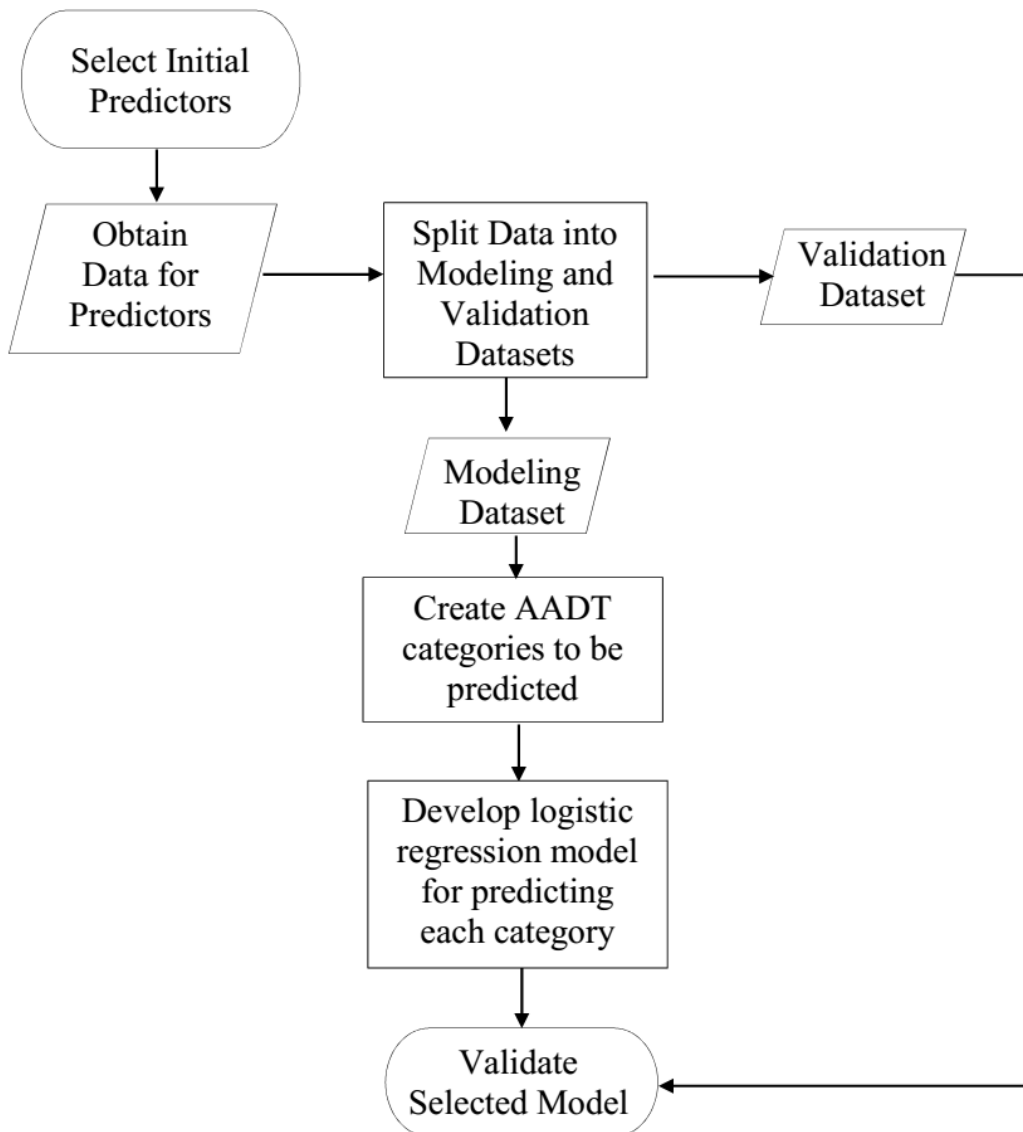 Select Initial
Predictors
Obtain
Data for
Predictors
Split Data into
Modeling and
Validation
Datasets
Validation
Dataset
Modeling
Dataset
Create AADT
categories to be
predicted
Develop logistic
regression model
for predicting
each category
Validate
Selected Model